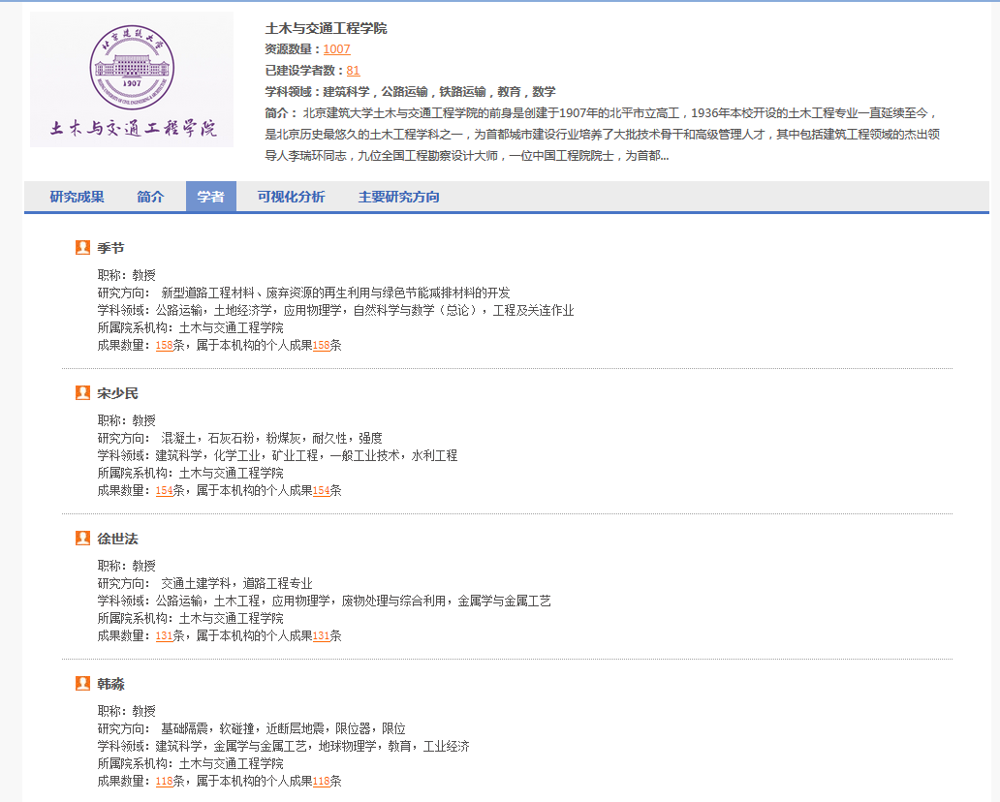 北京建筑大学
1907
BEIJING UNIVERSITY OF CIVIL ENGINEERING & ARCHITECTURE
土木与交通工程学院
土木与交通工程学院
资源数量：1007
已建设学者数：81
学科领域：建筑科学，公路运输，铁路运输，教育，数学
简介： 北京建筑大学土木与交通工程学院的前身是创建于1907年的北平市立高工，1936年本校开设的土木工程专业一直延续至今，
是北京历史最悠久的土木工程学科之一，为首都城市建设行业培养了大批技术骨干和高级管理人才，其中包括建筑工程领域的杰出领
导人李瑞环同志，九位全国工程勘察设计大师，一位中国工程院院士，为首都...
研究成果 简介 学者 可视化分析 主要研究方向
季节
职称：教授
研究方向： 新型道路工程材料、废弃资源的再生利用与绿色节能减排材料的开发
学科领域：公路运输，土地经济学，应用物理学，自然科学与数学（总论），工程及关连作业
所属院系机构：土木与交通工程学院
成果数量：158条，属于本机构的个人成果158条
宋少民
职称：教授
研究方向： 混凝土，石灰石粉，粉煤灰，耐久性，强度
学科领域：建筑科学，化学工业，矿业工程，一般工业技术，水利工程
所属院系机构：土木与交通工程学院
成果数量：154条，属于本机构的个人成果154条
徐世法
职称：教授
研究方向： 交通土建学科，道路工程专业
学科领域：公路运输，土木工程，应用物理学，废物处理与综合利用，金属学与金属工艺
所属院系机构：土木与交通工程学院
成果数量：131条，属于本机构的个人成果131条
韩淼
职称：教授
研究方向： 基础隔震，软碰撞，近断层地震，限位器，限位
学科领域：建筑科学，金属学与金属工艺，地球物理学，教育，工业经济
所属院系机构：土木与交通工程学院
成果数量：118条，属于本机构的个人成果118条